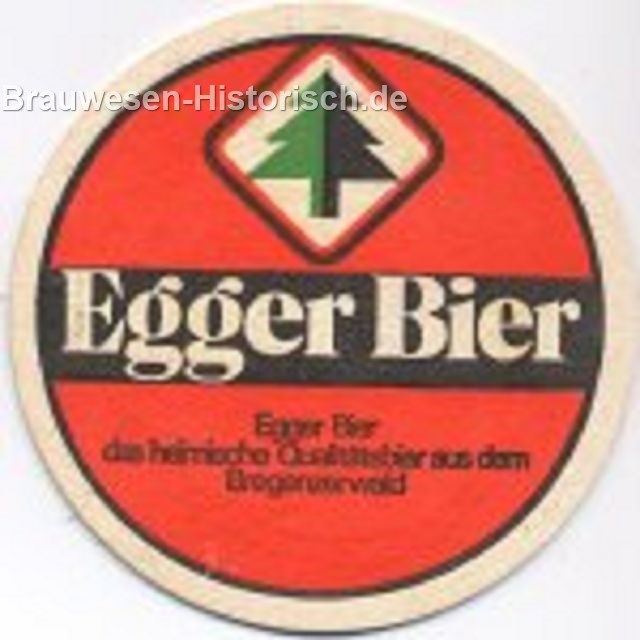 Brauwesen-Historisch.de
Egger Bier
Egger Bier
das heimische Qualitätsbier aus dem
Bregenzerwald